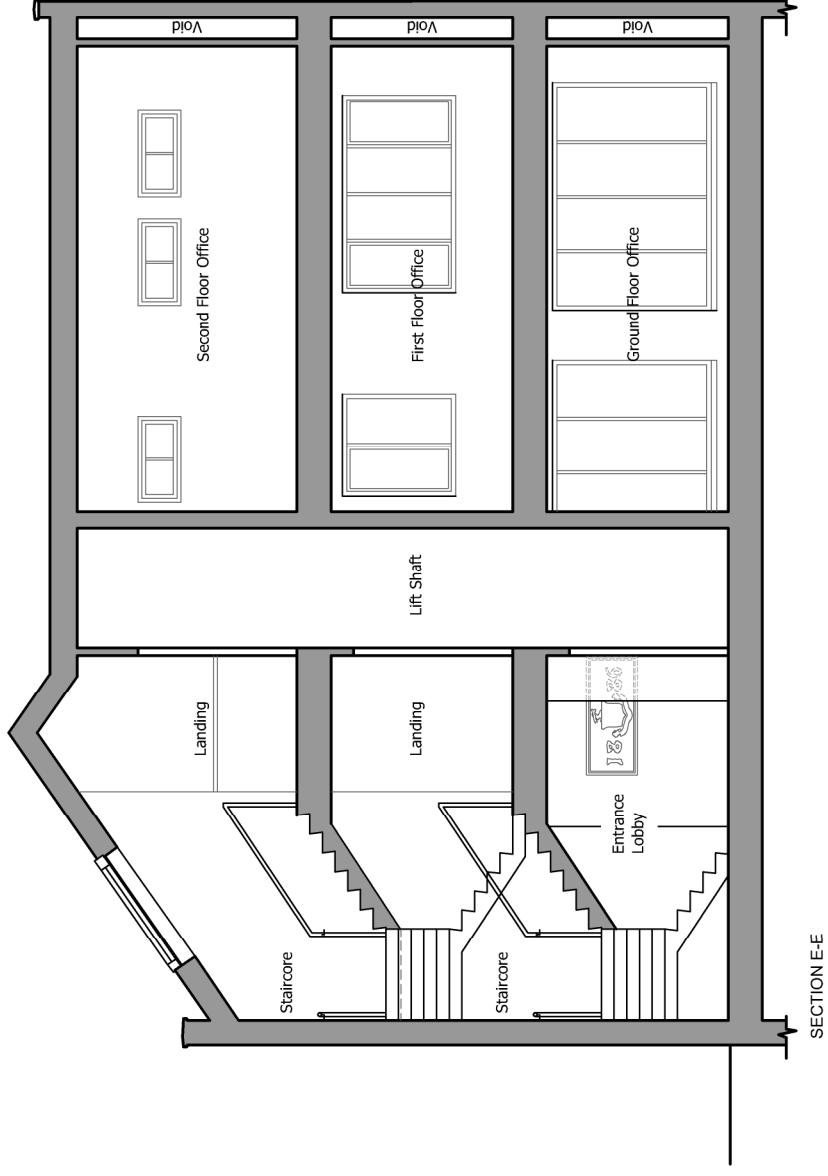 Landing
Second Floor Office
Void
Staircore
Lift Shaft
Landing
First Floor Office
Void
Staircore
18
Entrance
Lobby
Ground Floor Office
Void
SECTION E-E